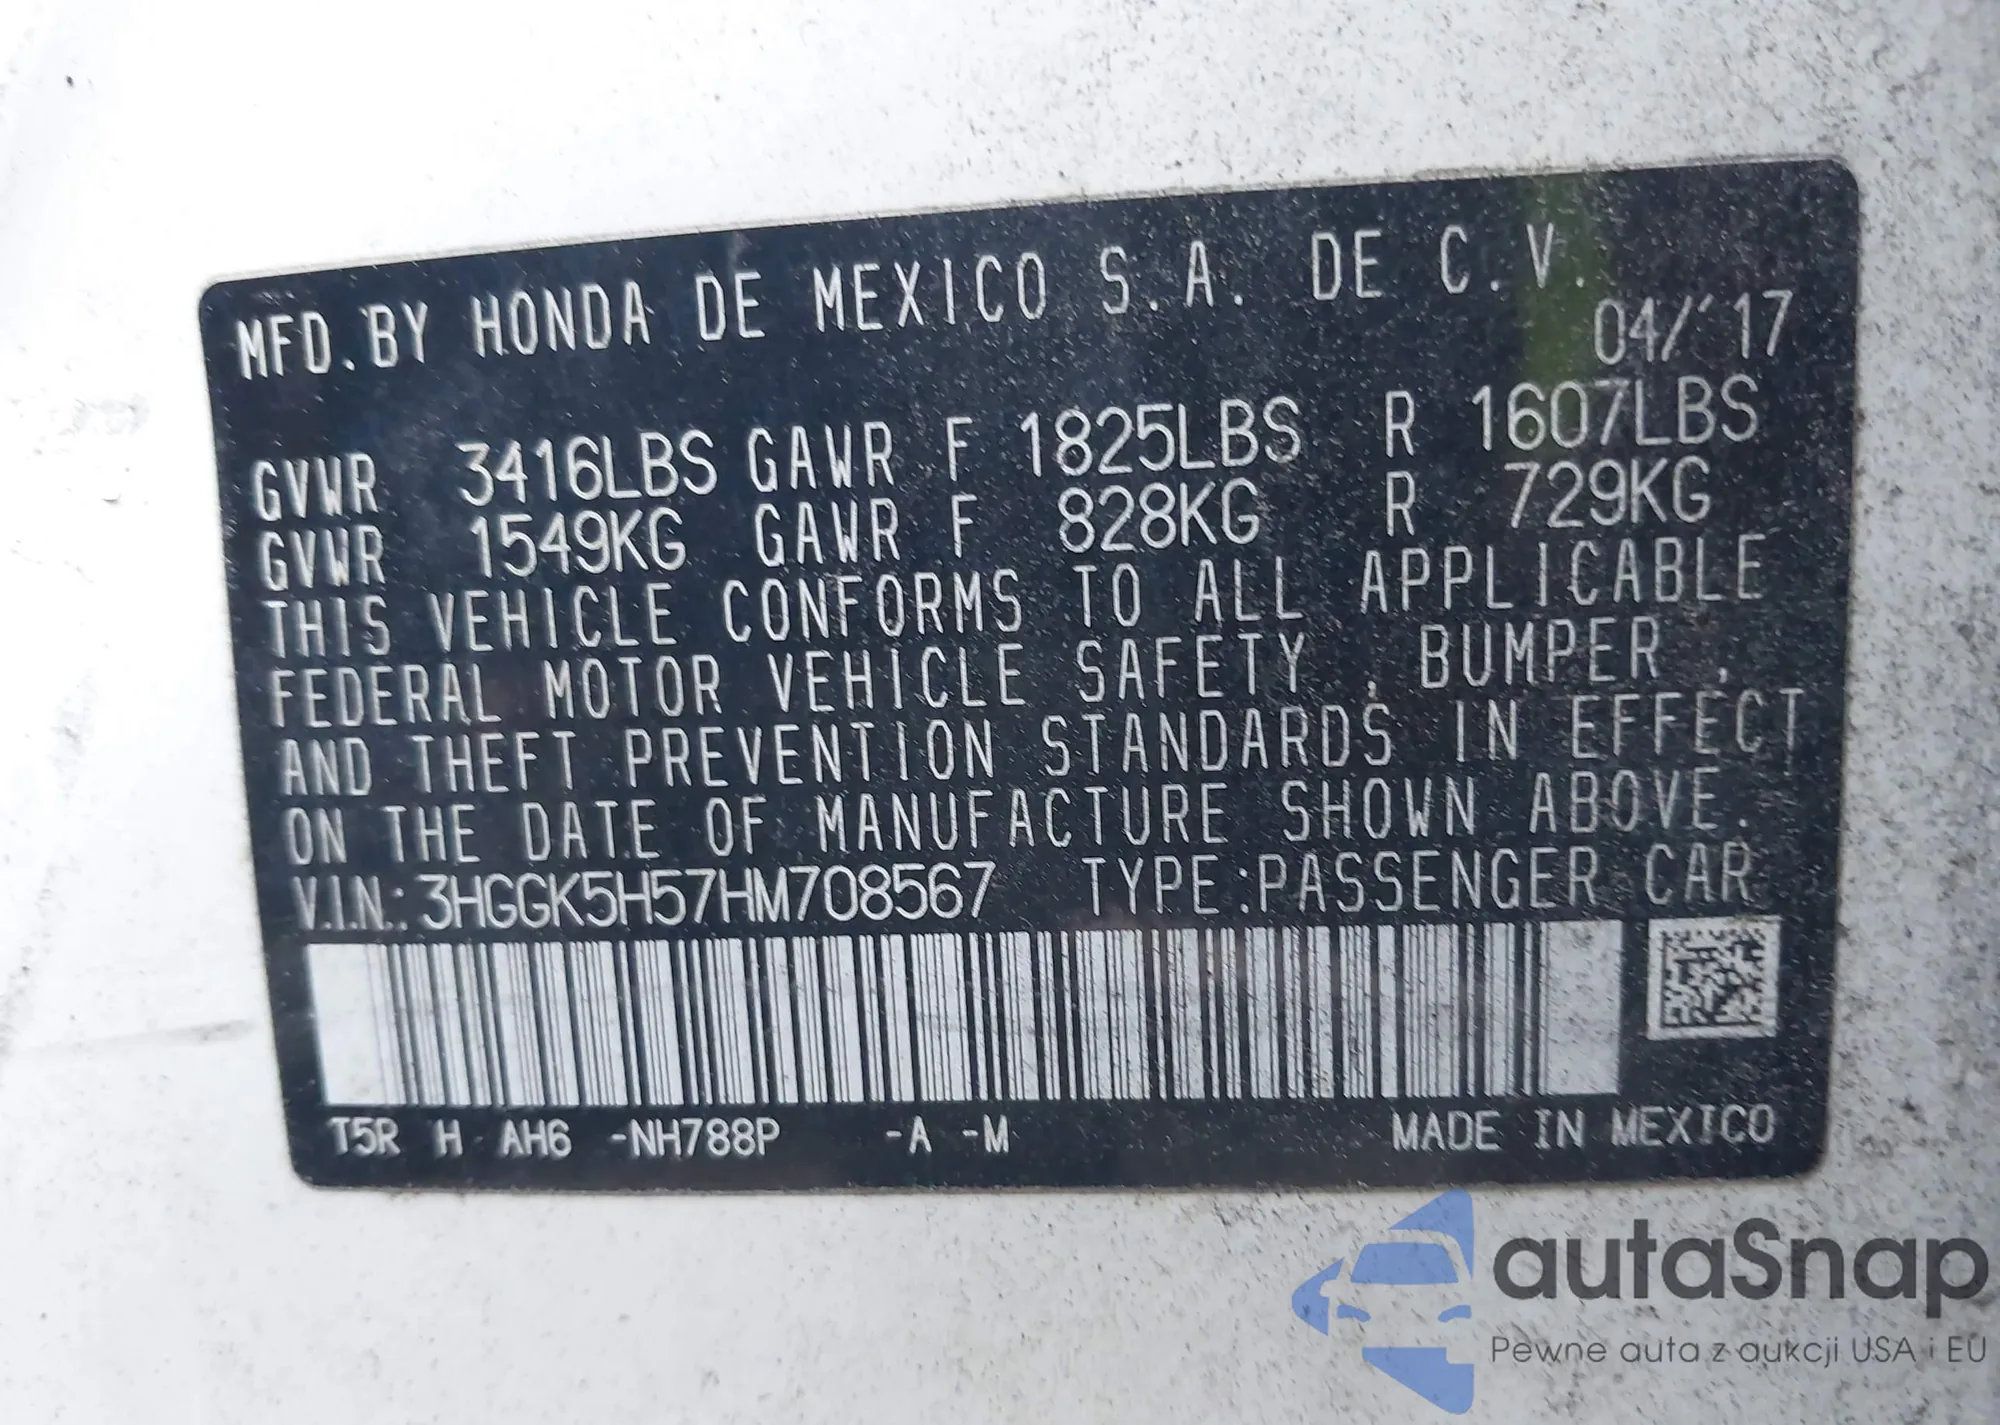 MFD. BY HONDA DE MEXICO S.A. DE C.V.
04/'17
GVWR 3416LBS GAWR F 1825LBS R 1607LBS
GVWR 1549KG GAWR F 828KG R 729KG
THIS VEHICLE CONFORMS TO ALL APPLICABLE
FEDERAL MOTOR VEHICLE SAFETY , BUMPER ,
AND THEFT PREVENTION STANDARDS IN EFFECT
ON THE DATE OF MANUFACTURE SHOWN ABOVE.
V.I.N.: 3HGGK5H57HM708567 TYPE:PASSENGER CAR
T5R H AH6 -NH788P -A -M MADE IN MEXICO
autaSnap
Pewne auta z aukcji USA i EU